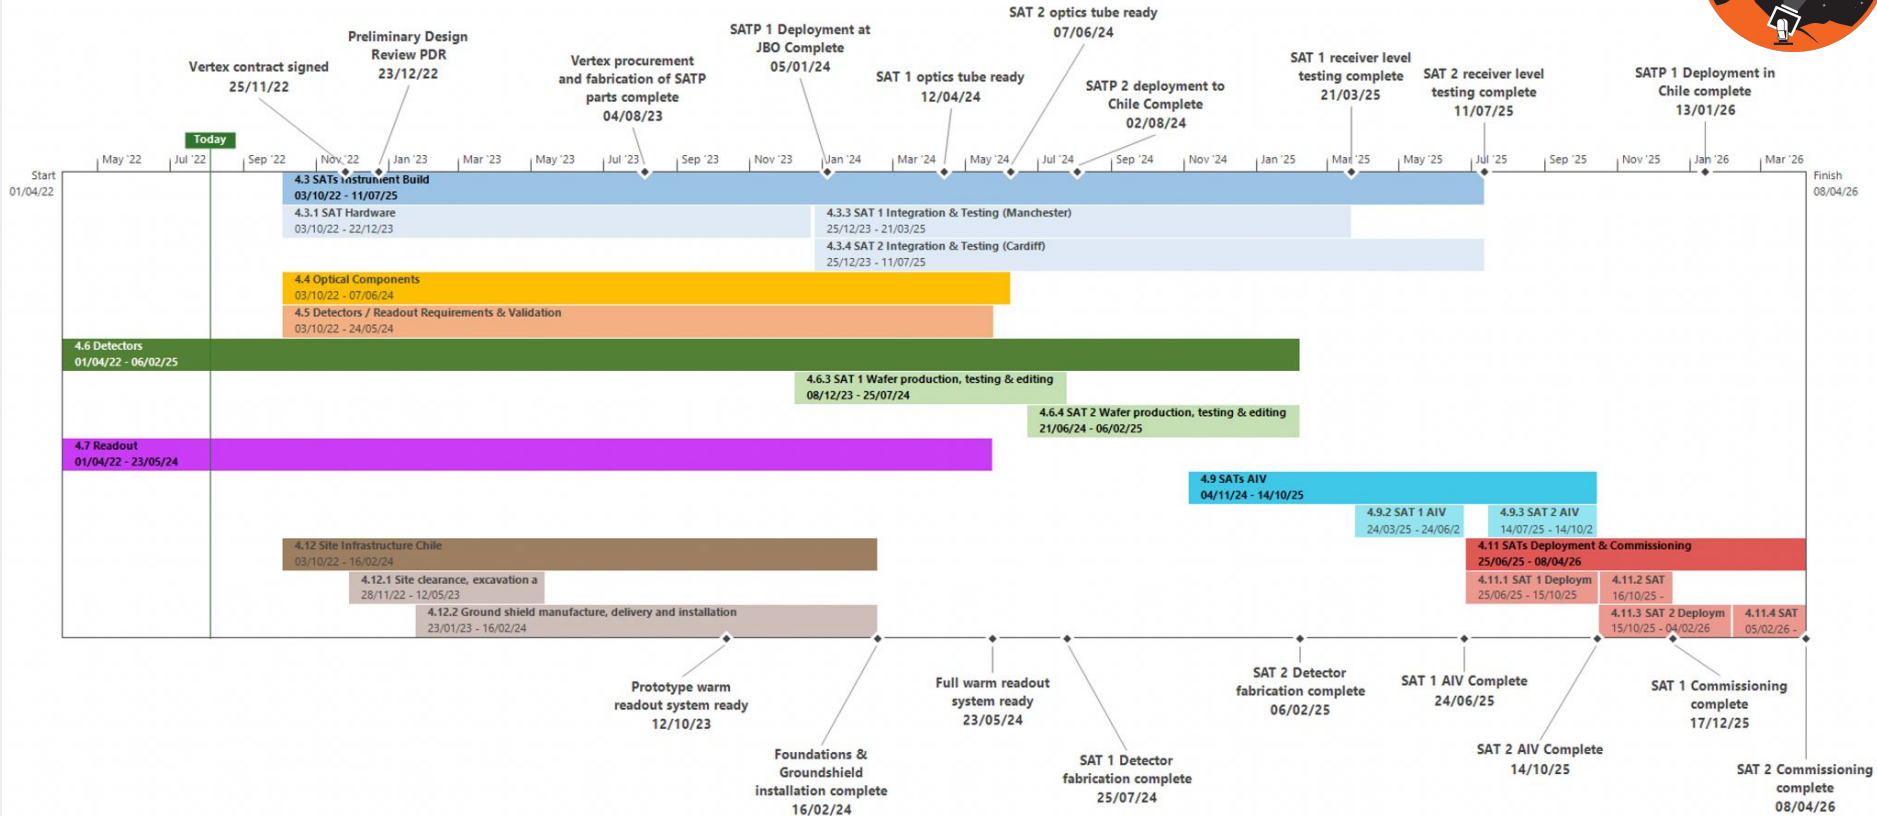 Preliminary Design
Review PDR
23/12/22
Vertex contract signed
25/11/22
Vertex procurement
and fabrication of SATP
parts complete
04/08/23
SATP 1 Deployment at
JBO Complete
05/01/24
SAT 1 optics tube ready
12/04/24
SAT 2 optics tube ready
07/06/24
SATP 2 deployment to
Chile Complete
02/08/24
SAT 1 receiver level
testing complete
21/03/25
SAT 2 receiver level
testing complete
11/07/25
SATP 1 Deployment in
Chile complete
13/01/26
Today
May '22 Jul '22 Sep '22 Nov '22 Jan '23 Mar '23 May '23 Jul '23 Sep '23 Nov '23 Jan '24 Mar '24 May '24 Jul '24 Sep '24 Nov '24 Jan '25 Mar '25 May '25 Jul '25 Sep '25 Nov '25 Jan '26 Mar '26
Start
01/04/22
Finish
08/04/26
4.3 SATs Instrument Build
03/10/22 - 11/07/25
4.3.1 SAT Hardware
03/10/22 - 22/12/23
4.3.3 SAT 1 Integration & Testing (Manchester)
25/12/23 - 21/03/25
4.3.4 SAT 2 Integration & Testing (Cardiff)
25/12/23 - 11/07/25
4.4 Optical Components
03/10/22 - 07/06/24
4.5 Detectors / Readout Requirements & Validation
03/10/22 - 24/05/24
4.6 Detectors
01/04/22 - 06/02/25
4.6.3 SAT 1 Wafer production, testing & editing
08/12/23 - 25/07/24
4.6.4 SAT 2 Wafer production, testing & editing
21/06/24 - 06/02/25
4.7 Readout
01/04/22 - 23/05/24
4.9 SATs AIV
04/11/24 - 14/10/25
4.9.2 SAT 1 AIV
24/03/25 - 24/06/2
4.9.3 SAT 2 AIV
14/07/25 - 14/10/2
4.12 Site Infrastructure Chile
03/10/22 - 16/02/24
4.11 SATs Deployment & Commissioning
25/06/25 - 08/04/26
4.12.1 Site clearance, excavation a
28/11/22 - 12/05/23
4.11.1 SAT 1 Deploym
25/06/25 - 15/10/25
4.11.2 SAT
16/10/25 -
4.12.2 Ground shield manufacture, delivery and installation
23/01/23 - 16/02/24
4.11.3 SAT 2 Deploym
15/10/25 - 04/02/26
4.11.4 SAT
05/02/26 -
Prototype warm
readout system ready
12/10/23
Foundations &
Groundshield
installation complete
16/02/24
Full warm readout
system ready
23/05/24
SAT 1 Detector
fabrication complete
25/07/24
SAT 2 Detector
fabrication complete
06/02/25
SAT 1 AIV Complete
24/06/25
SAT 2 AIV Complete
14/10/25
SAT 1 Commissioning
complete
17/12/25
SAT 2 Commissioning
complete
08/04/26